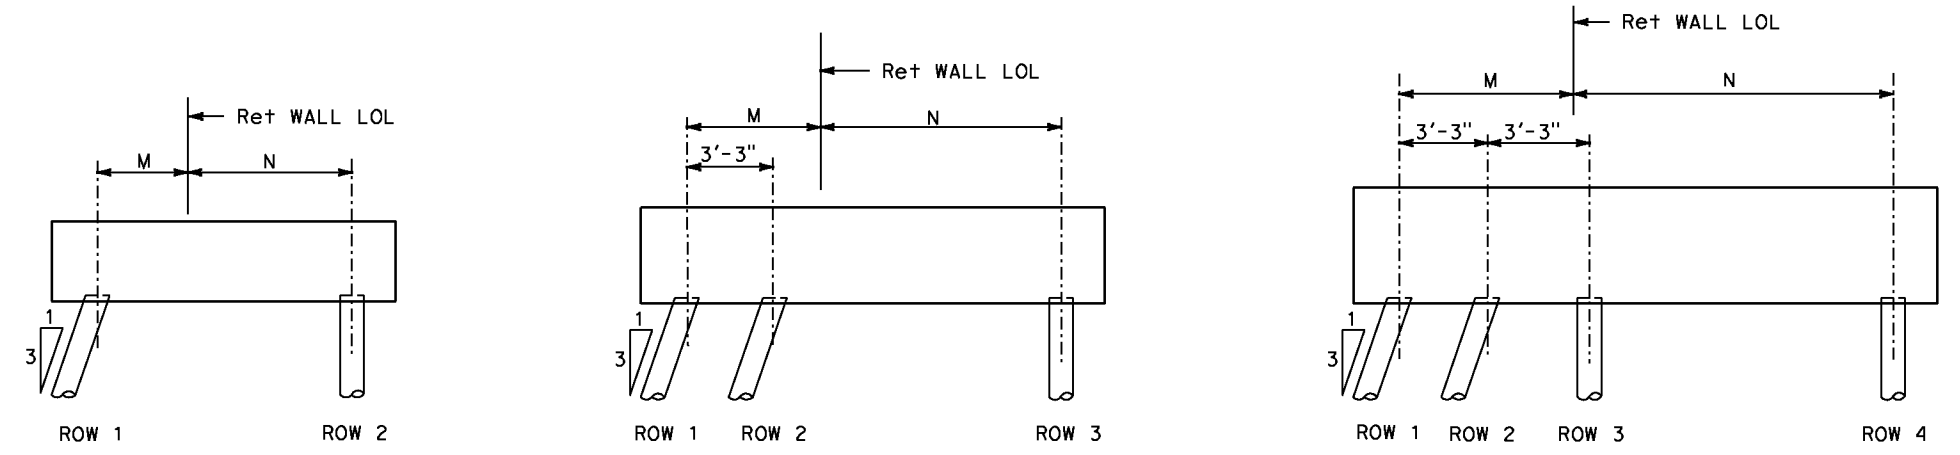 Ret WALL LOL
M N
1
3
ROW 1 ROW 2
Ret WALL LOL
M N
3'-3"
1
3
ROW 1 ROW 2 ROW 3
Ret WALL LOL
M N
3'-3" 3'-3"
1
3
ROW 1 ROW 2 ROW 3 ROW 4